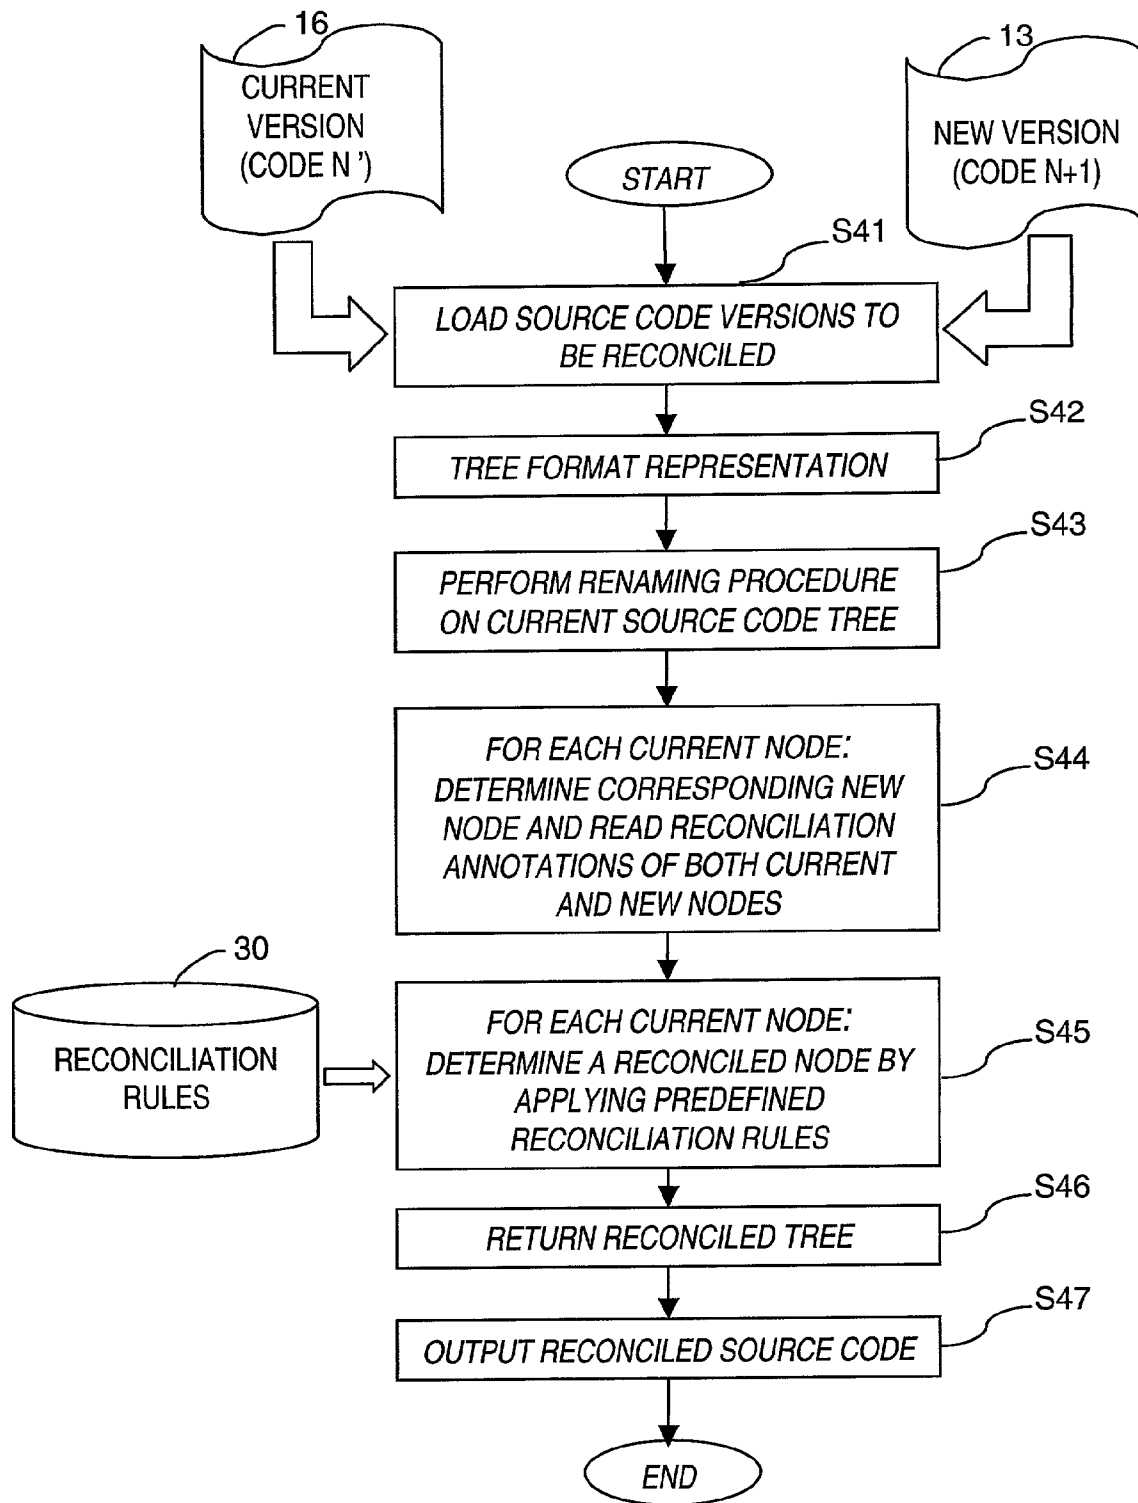 16
CURRENT
VERSION
(CODE N ’)
13
NEW VERSION
(CODE N+1)
START
S41
LOAD SOURCE CODE VERSIONS TO
BE RECONCILED
S42
TREE FORMAT REPRESENTATION
S43
PERFORM RENAMING PROCEDURE
ON CURRENT SOURCE CODE TREE
S44
FOR EACH CURRENT NODE:
DETERMINE CORRESPONDING NEW
NODE AND READ RECONCILIATION
ANNOTATIONS OF BOTH CURRENT
AND NEW NODES
30
RECONCILIATION
RULES
S45
FOR EACH CURRENT NODE:
DETERMINE A RECONCILED NODE BY
APPLYING PREDEFINED
RECONCILIATION RULES
S46
RETURN RECONCILED TREE
S47
OUTPUT RECONCILED SOURCE CODE
END